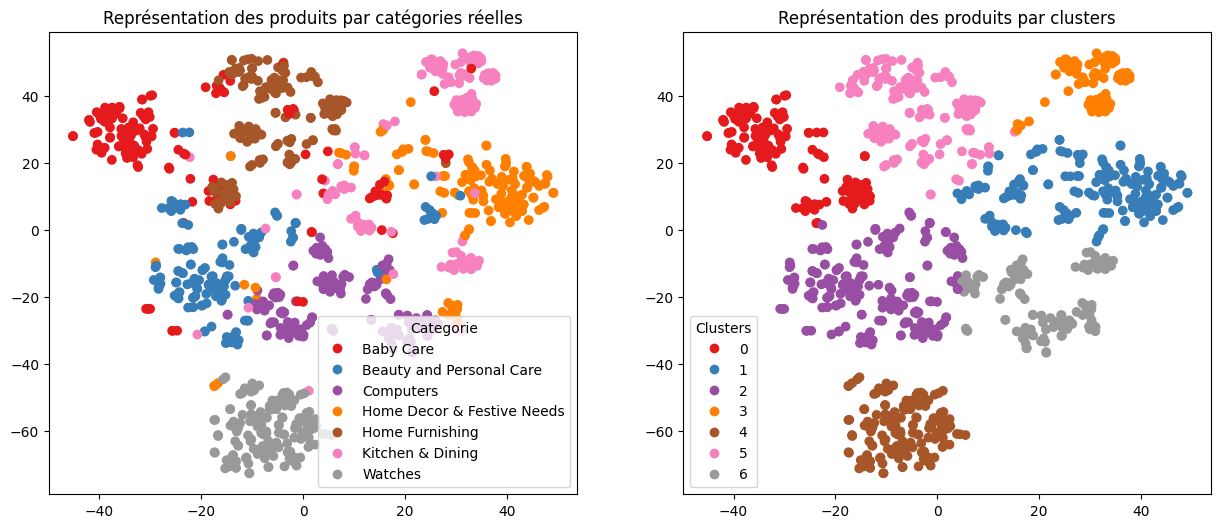 Représentation des produits par catégories réelles
40
20
0
−20
−40
−60
−40
−20
0
20
40
Categorie
Baby Care
Beauty and Personal Care
Computers
Home Decor & Festive Needs
Home Furnishing
Kitchen & Dining
Watches
Représentation des produits par clusters
40
20
0
−20
−40
−60
−40
−20
0
20
40
Clusters
0
1
2
3
4
5
6